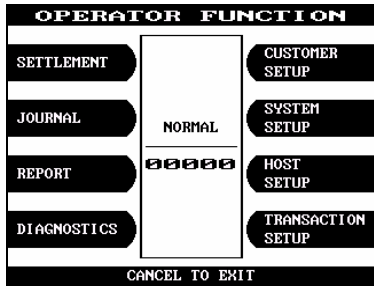 OPERATOR FUNCTION
SETTLEMENT
JOURNAL
REPORT
DIAGNOSTICS
NORMAL
00000
CUSTOMER
SETUP
SYSTEM
SETUP
HOST
SETUP
TRANSACTION
SETUP
CANCEL TO EXIT